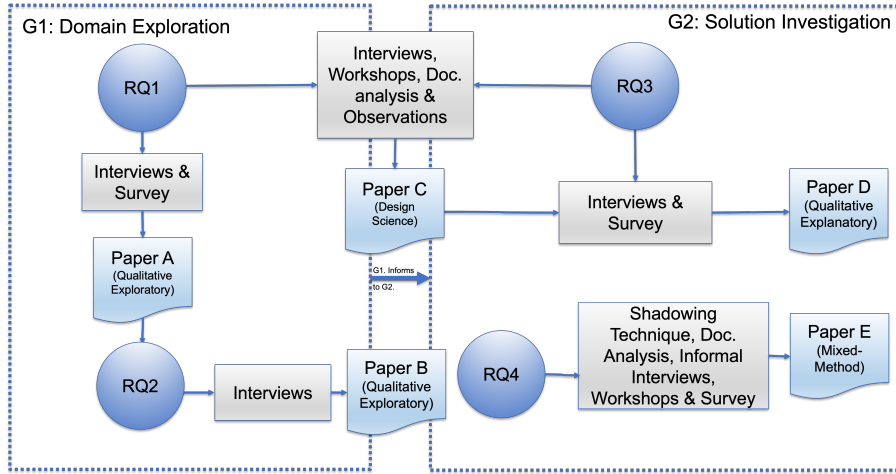 G1: Domain Exploration
G2: Solution Investigation
RQ1
Interviews,
Workshops, Doc.
analysis &
Observations
RQ3
Interviews &
Survey
Paper C
(Design
Science)
Interviews &
Survey
Paper D
(Qualitative
Explanatory)
Paper A
(Qualitative
Exploratory)
G1. Informs
to G2.
RQ2
Interviews
Paper B
(Qualitative
Exploratory)
RQ4
Shadowing
Technique, Doc.
Analysis, Informal
Interviews,
Workshops & Survey
Paper E
(Mixed-
Method)